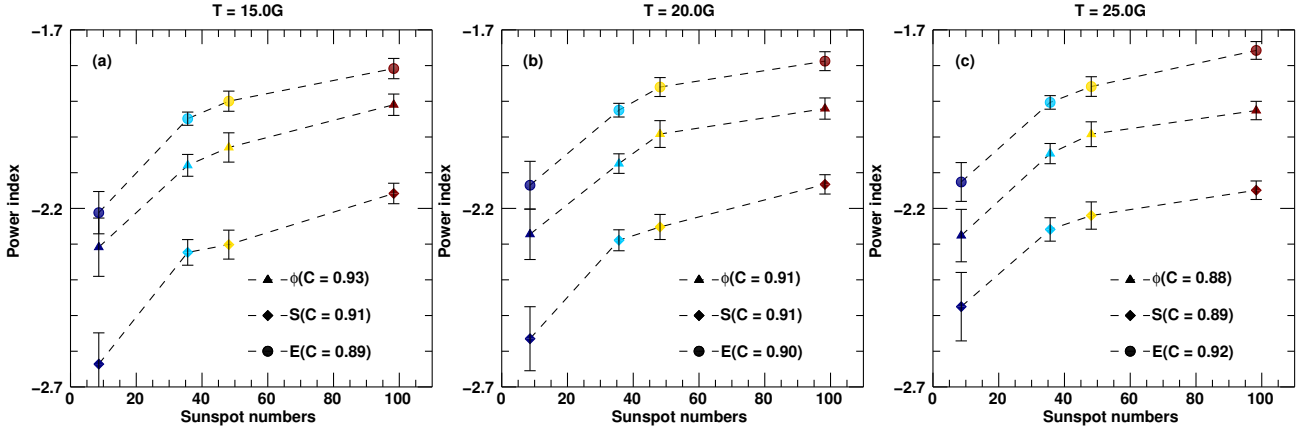 T = 15.0G
−1.7
(a)
Power index
−2.2
ϕ(C = 0.93)
S(C = 0.91)
E(C = 0.89)
−2.7
0 20 40 60 80 100
Sunspot numbers
T = 20.0G
−1.7
(b)
Power index
−2.2
ϕ(C = 0.91)
S(C = 0.91)
E(C = 0.90)
−2.7
0 20 40 60 80 100
Sunspot numbers
T = 25.0G
−1.7
(c)
Power index
−2.2
ϕ(C = 0.88)
S(C = 0.89)
E(C = 0.92)
−2.7
0 20 40 60 80 100
Sunspot numbers